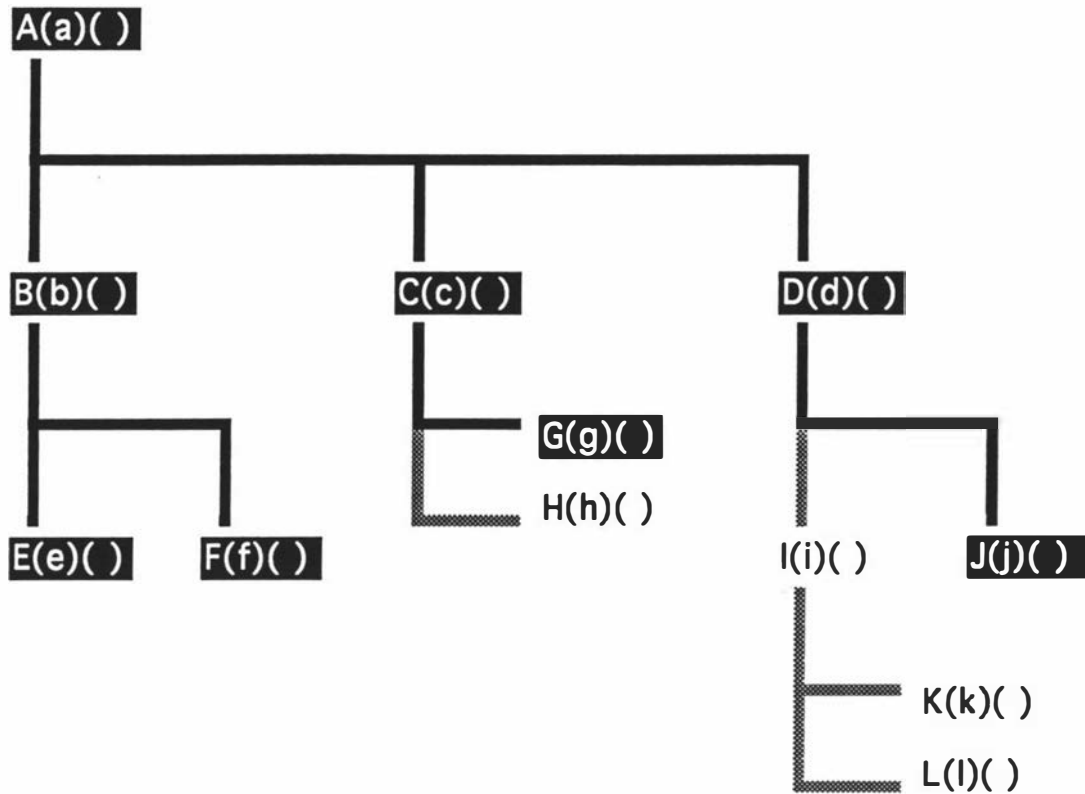 A(a)( )
B(b)( ) C(c)( ) D(d)( )
G(g)( )
H(h)( )
E(e)( ) F(f)( ) I(i)( ) J(j)( )
K(k)( )
L(l)( )